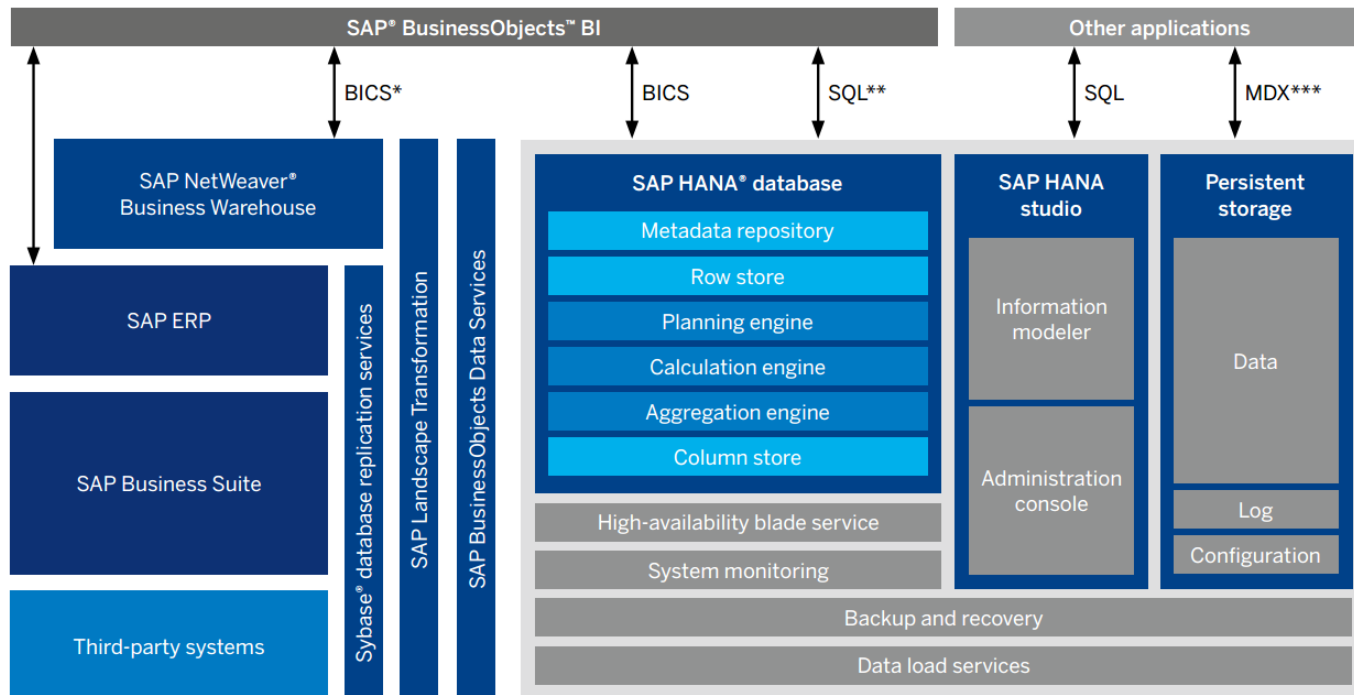 SAP® BusinessObjects™ BI
Other applications
BICS*
BICS
SQL**
SQL
MDX***
SAP NetWeaver®
Business Warehouse
SAP ERP
SAP Business Suite
Third-party systems
Sybase® database replication services
SAP Landscape Transformation
SAP BusinessObjects Data Services
SAP HANA® database
Metadata repository
Row store
Planning engine
Calculation engine
Aggregation engine
Column store
High-availability blade service
System monitoring
SAP HANA
studio
Information
modeler
Administration
console
Persistent
storage
Data
Log
Configuration
Backup and recovery
Data load services